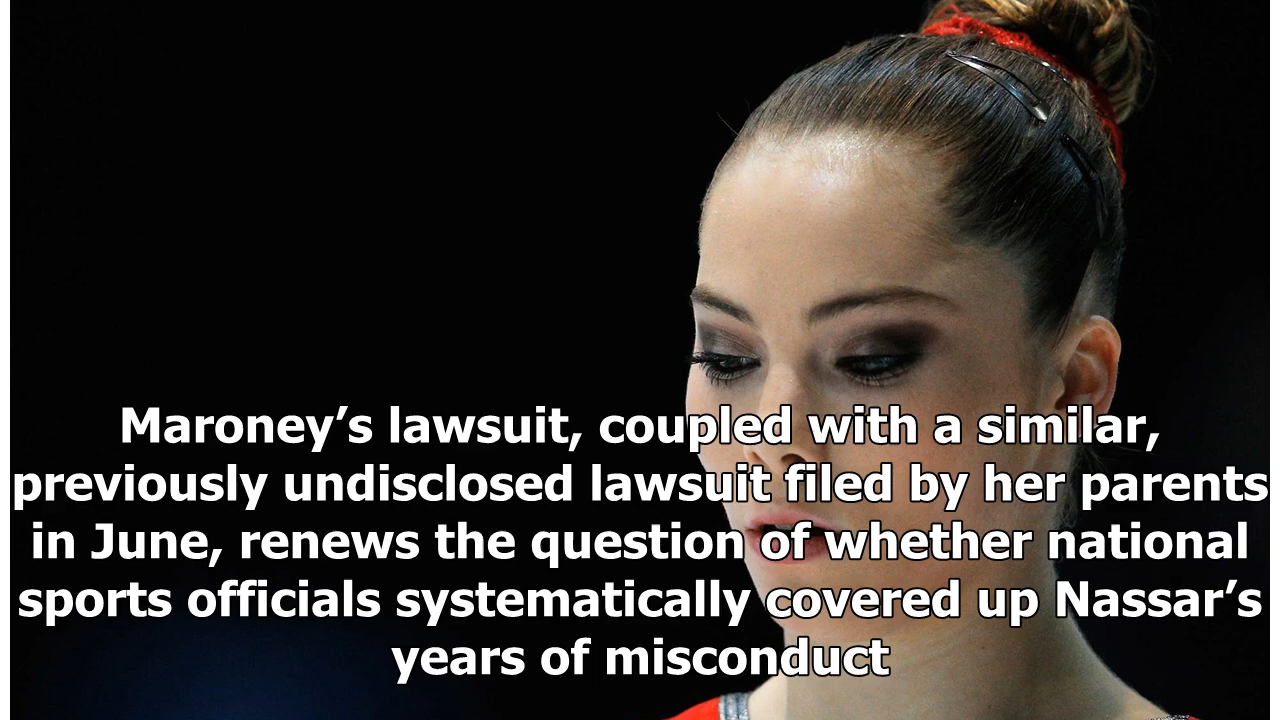 Maroney’s lawsuit, coupled with a similar,
previously undisclosed lawsuit filed by her parents
in June, renews the question of whether national
sports officials systematically covered up Nassar’s
years of misconduct